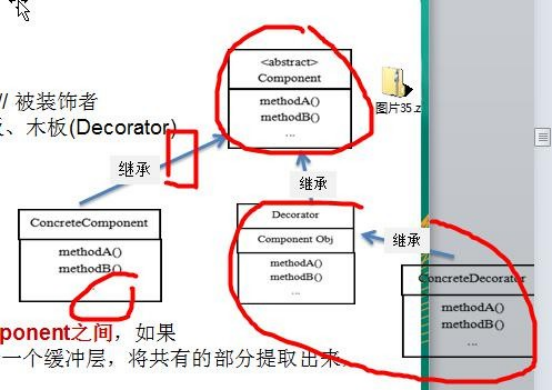 <abstract>
Component
// 被装饰者
methodA()
methodB()
...
图片35.z
、木板(Decorator)
继承
继承
Decorator
ConcreteComponent
Component Obj
继承
methodA()
methodB()
methodA()
methodB()
...
ConcreteDecorator
methodA()
methodB()
...
ponent之间，如果
一个缓冲层，将共有的部分提取出来